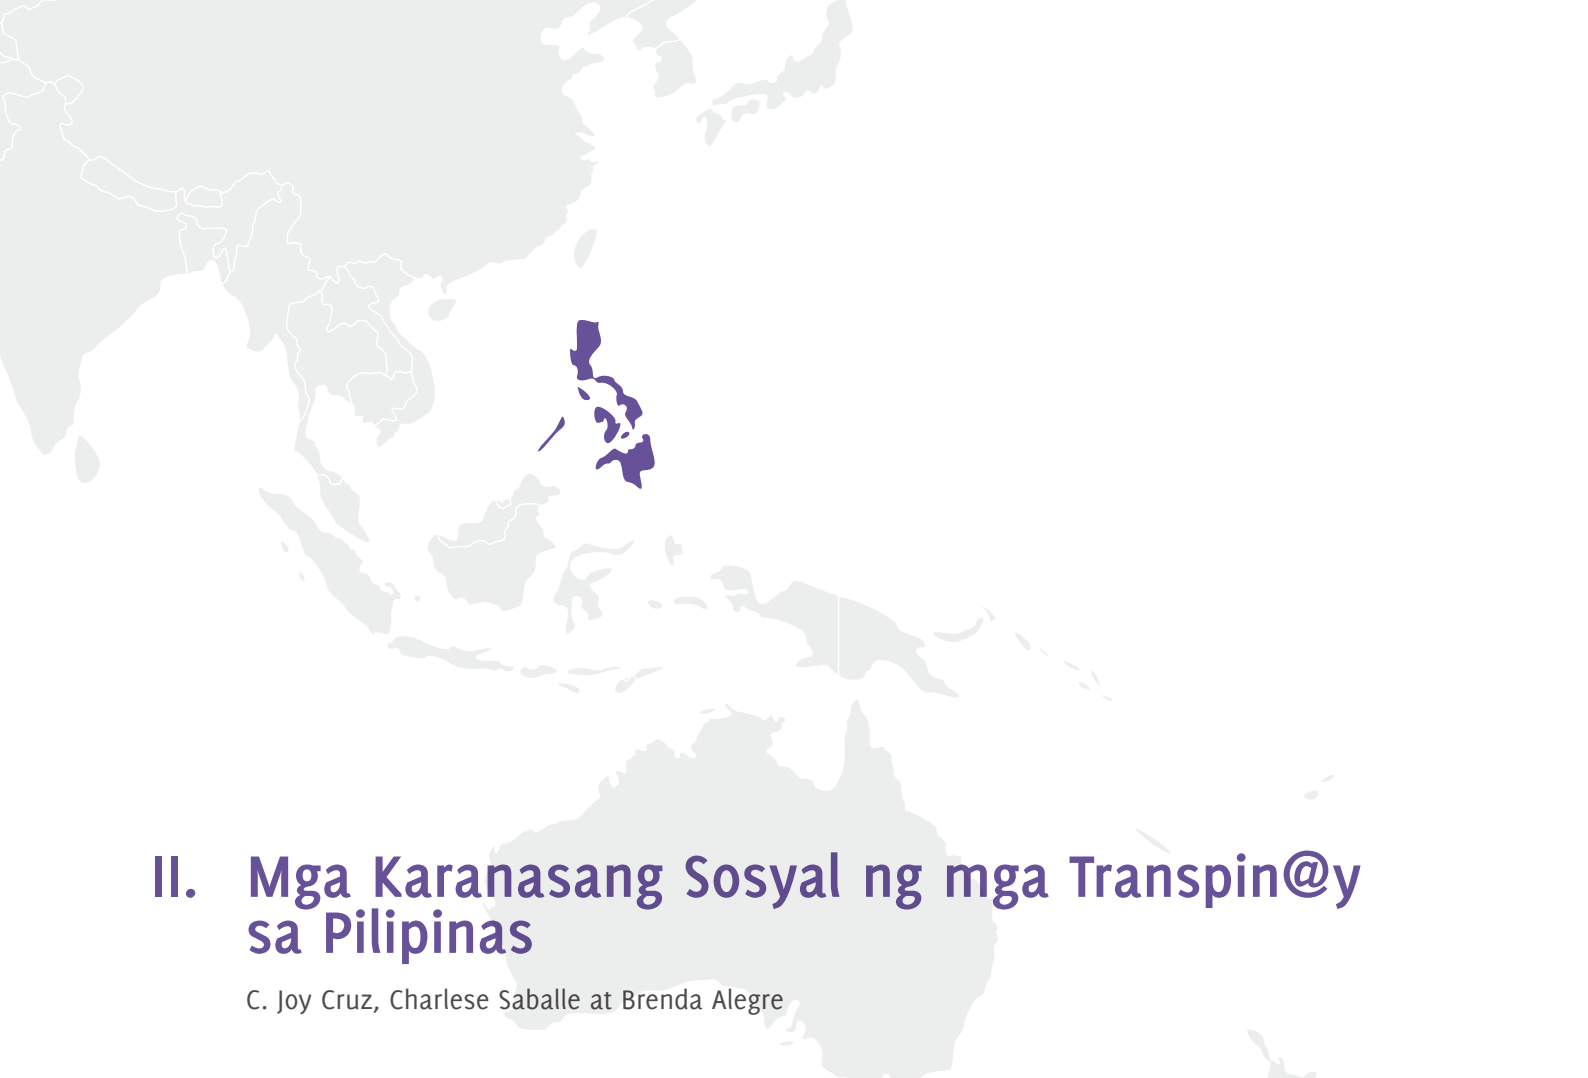 II. Mga Karanasang Sosyal ng mga Transpin@y
sa Pilipinas
C. Joy Cruz, Charlese Saballe at Brenda Alegre